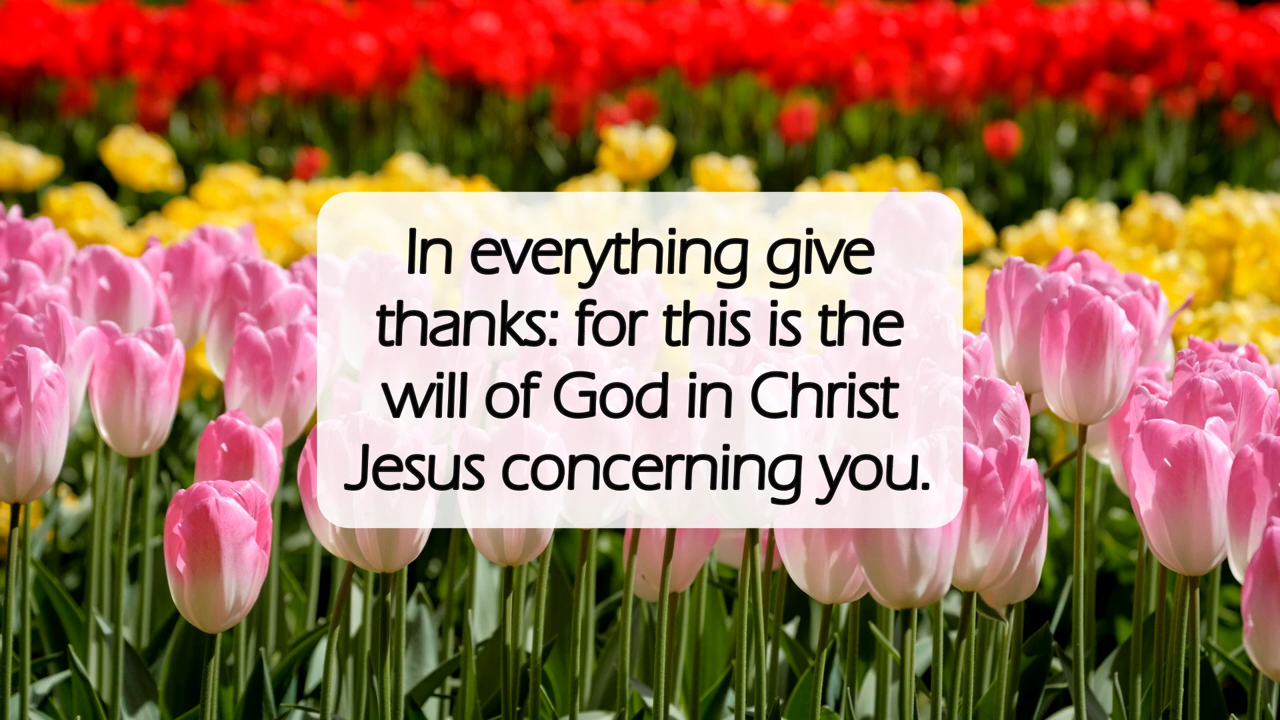 In everything give
thanks: for this is the
will of God in Christ
Jesus concerning you.